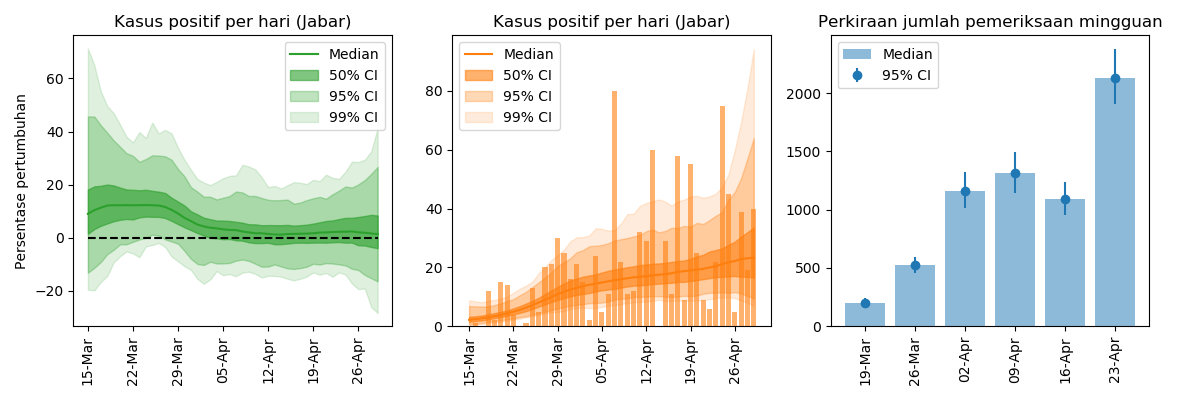 Kasus positif per hari (Jabar)
Persentase pertumbuhan
60
40
20
0
−20
Median
50% CI
95% CI
99% CI
15-Mar
22-Mar
29-Mar
05-Apr
12-Apr
19-Apr
26-Apr
Kasus positif per hari (Jabar)
80
60
40
20
0
Median
50% CI
95% CI
99% CI
15-Mar
22-Mar
29-Mar
05-Apr
12-Apr
19-Apr
26-Apr
Perkiraan jumlah pemeriksaan mingguan
2000
1500
1000
500
0
Median
95% CI
19-Mar
26-Mar
02-Apr
09-Apr
16-Apr
23-Apr